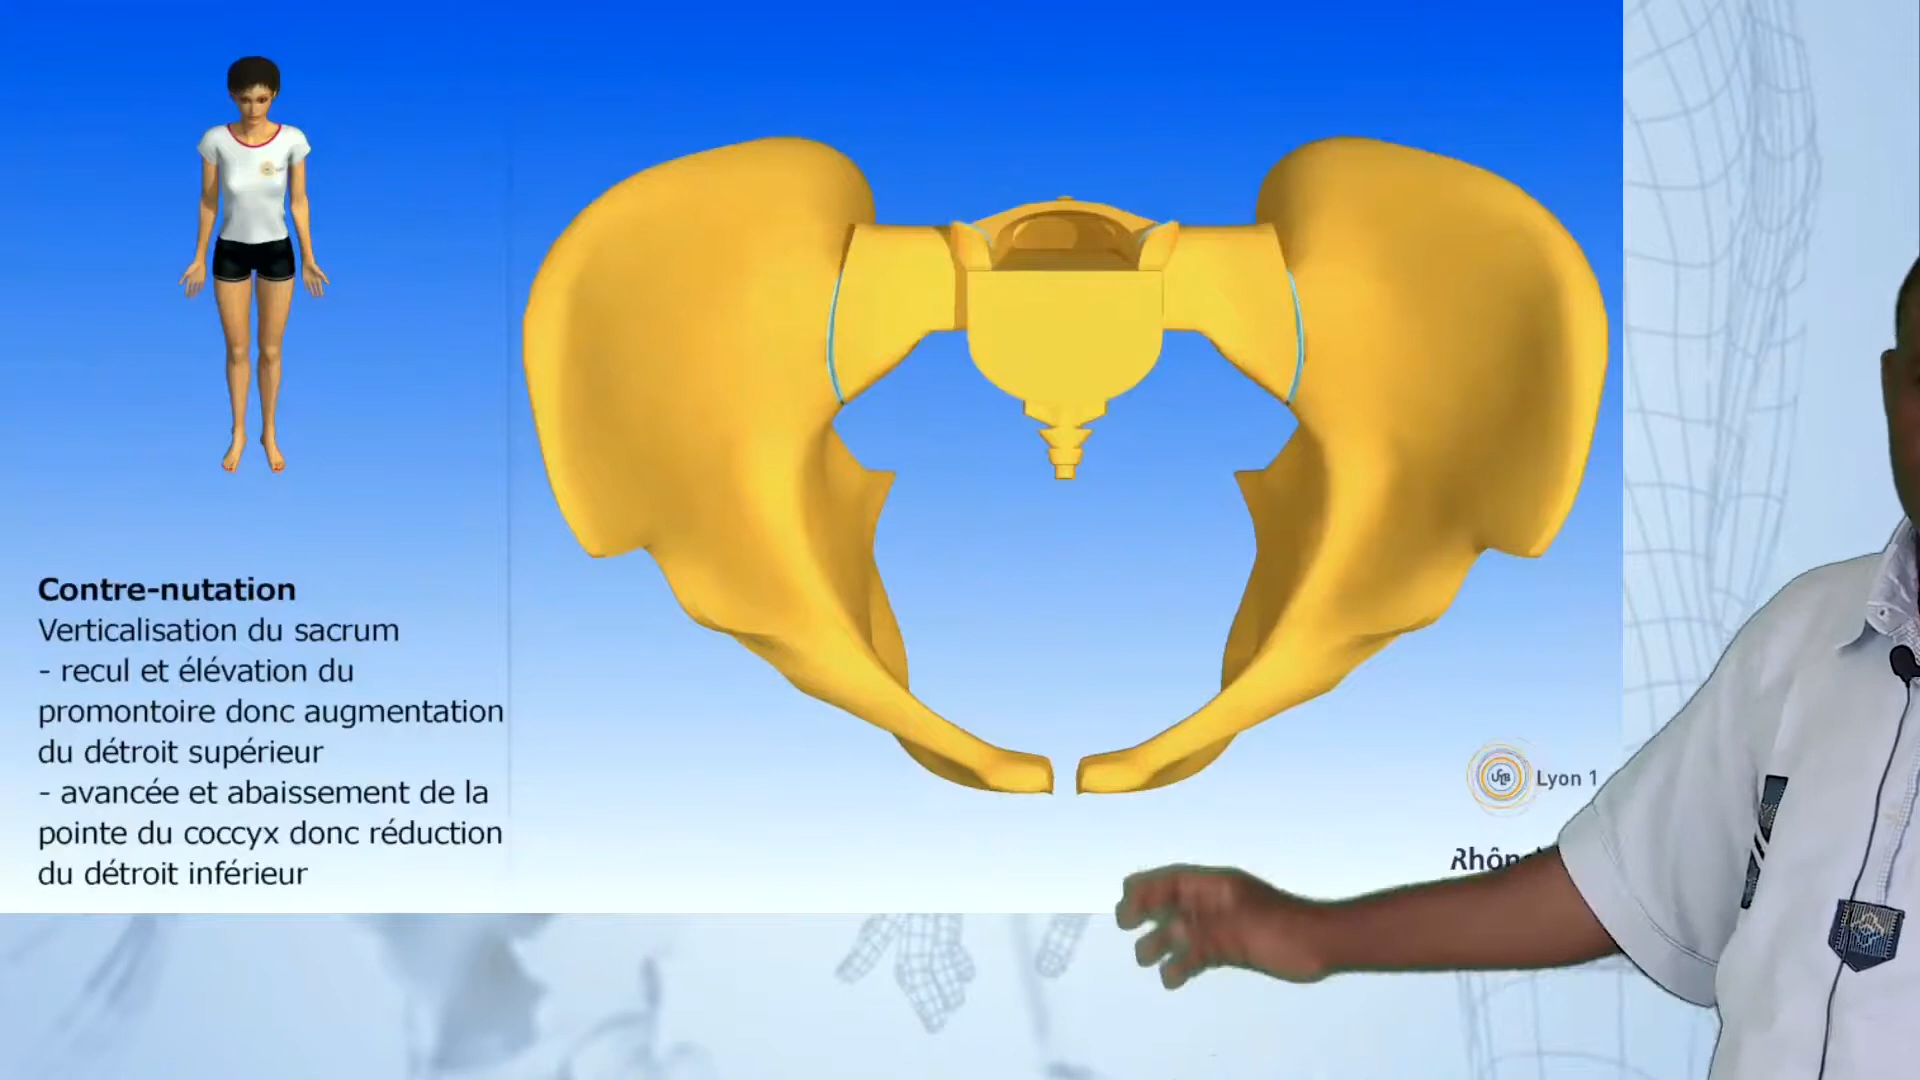 Contre-nutation
Verticalisation du sacrum
- recul et élévation du
promontoire donc augmentation
du détroit supérieur
- avancée et abaissement de la
pointe du coccyx donc réduction
du détroit inférieur
Lyon 1